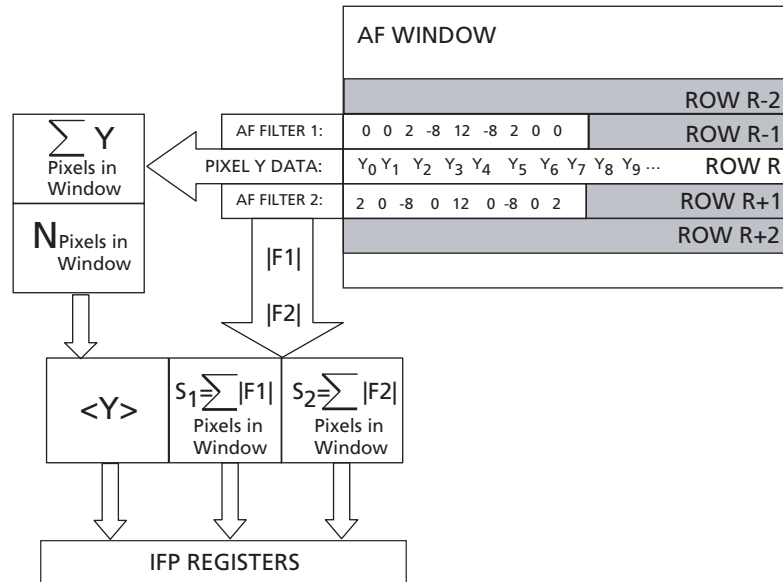 AF WINDOW
ROW R-2
AF FILTER 1: 0 0 2 -8 12 -8 2 0 0 ROW R-1
PIXEL Y DATA: Y0 Y1 Y2 Y3 Y4 Y5 Y6 Y7 Y8 Y9 ... ROW R
AF FILTER 2: 2 0 -8 0 12 0 -8 0 2 ROW R+1
ROW R+2
∑ Y
Pixels in
Window
N Pixels in
Window
|F1|
|F2|
<Y>
S1=∑|F1|
Pixels in
Window
S2=∑|F2|
Pixels in
Window
IFP REGISTERS